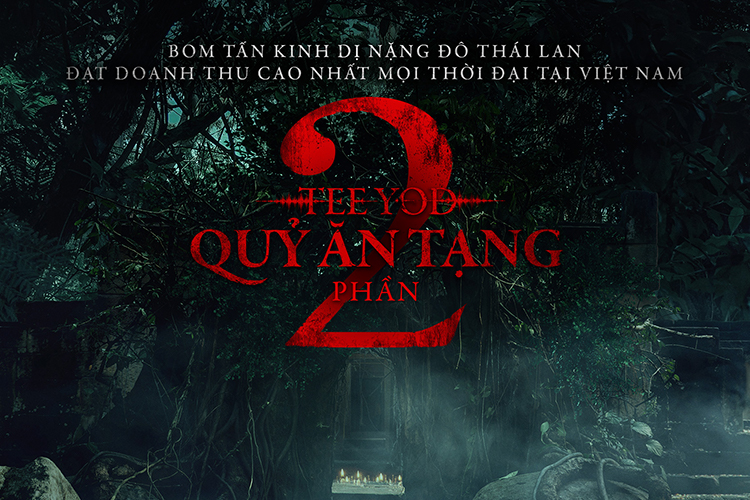 BOM TẤN KINH DỊ NẶNG ĐÔ THÁI LAN
ĐẠT DOANH THU CAO NHẤT MỌI THỜI ĐẠI TẠI VIỆT NAM
2
TEE YOD
QUỶ ĂN TẠNG
PHẦN